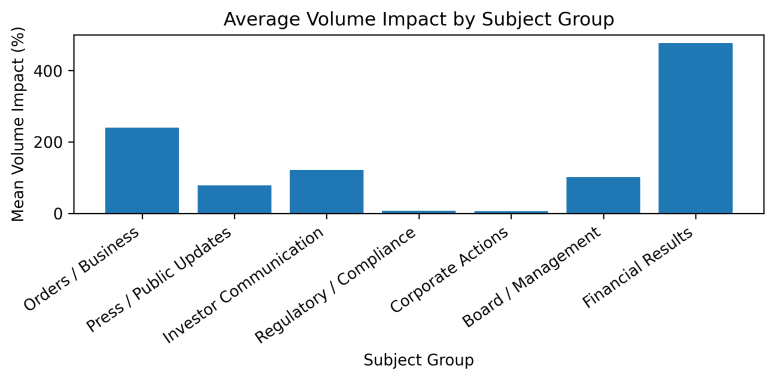 Average Volume Impact by Subject Group
Mean Volume Impact (%)
400
200
0
Orders / Business
Press / Public Updates
Investor Communication
Regulatory / Compliance
Corporate Actions
Board / Management
Financial Results
Subject Group